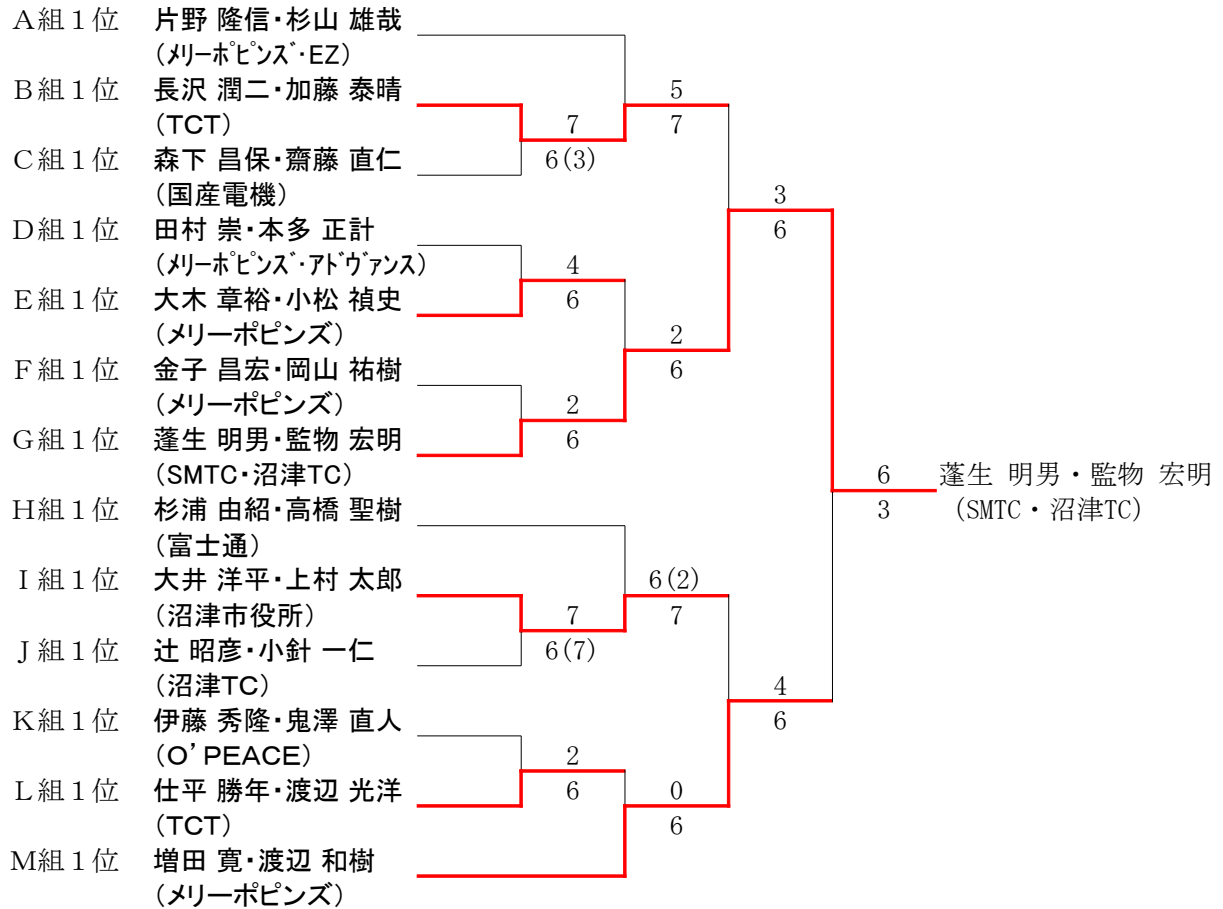 A組１位 片野 隆信・杉山 雄哉
(ﾒﾘｰﾎﾟﾋﾟﾝｽﾞ・EZ)
B組１位 長沢 潤二・加藤 泰晴
(TCT)
C組１位 森下 昌保・齋藤 直仁
(国産電機)
D組１位 田村 崇・本多 正計
(ﾒﾘｰﾎﾟﾋﾟﾝｽﾞ・ｱﾄﾞｳﾞｧﾝｽ)
E組１位 大木 章裕・小松 禎史
(メリーポピンズ)
F組１位 金子 昌宏・岡山 祐樹
(メリーポピンズ)
G組１位 蓬生 明男・監物 宏明
(SMTC・沼津TC)
H組１位 杉浦 由紹・高橋 聖樹
(富士通)
I組１位 大井 洋平・上村 太郎
(沼津市役所)
J組１位 辻 昭彦・小針 一仁
(沼津TC)
K組１位 伊藤 秀隆・鬼澤 直人
(O’PEACE)
L組１位 仕平 勝年・渡辺 光洋
(TCT)
M組１位 増田 寛・渡辺 和樹
(メリーポピンズ)
7
6(3)
4
6
2
6
7
6(7)
2
6
5
7
2
6
6(2)
7
0
6
3
6
4
6
6
3
蓬生 明男・監物 宏明
(SMTC・沼津TC)